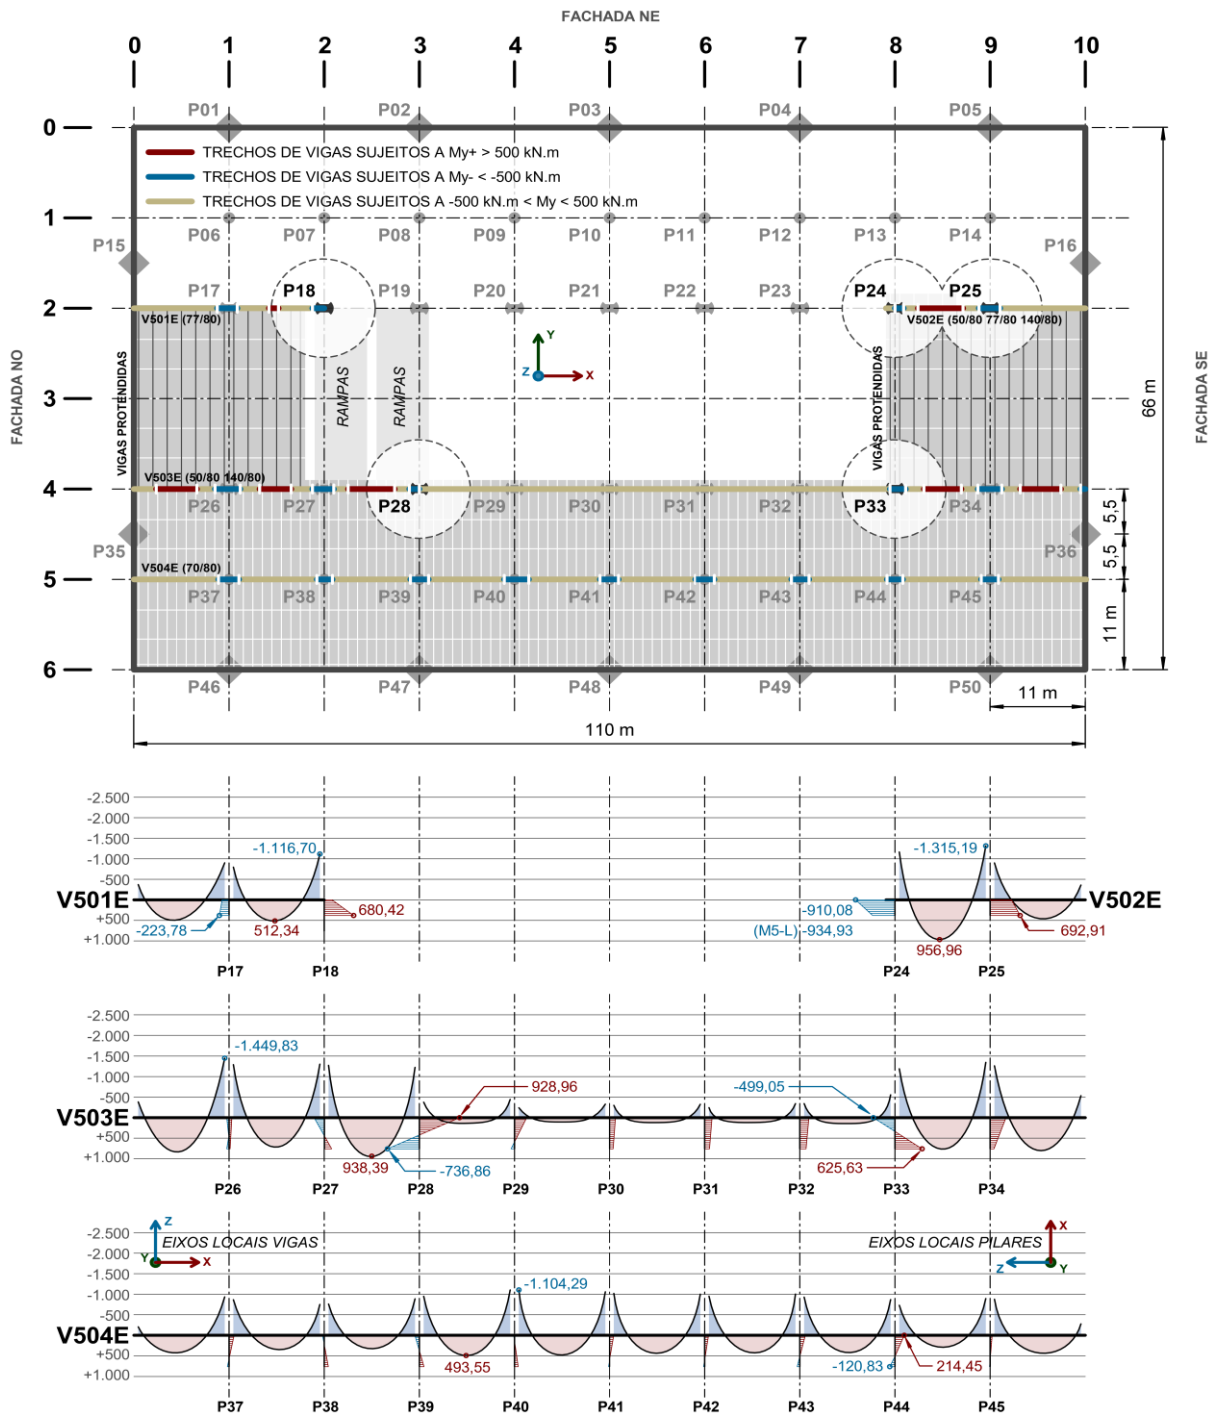 FACHADA NE
0 1 2 3 4 5 6 7 8 9 10
P01 P02 P03 P04 P05
0
TRECHOS DE VIGAS SUJEITOS A My+ > 500 kN.m
TRECHOS DE VIGAS SUJEITOS A My- < -500 kN.m
TRECHOS DE VIGAS SUJEITOS A -500 kN.m < My < 500 kN.m
1
P15 P06 P07 P08 P09 P10 P11 P12 P13 P14 P16
P17 P18 P19 P20 P21 P22 P23 P24 P25
2
V501E (77/80) V502E (50/80 77/80 140/80)
Y
Z X
FACHADA NO
VIGAS PROTENDIDAS
RAMPAS
RAMPAS
VIGAS PROTENDIDAS
66 m
FACHADA SE
3
V503E (50/80 140/80)
4
P26 P27 P28 P29 P30 P31 P32 P33 P34
5,5
P35 P36
5,5
V504E (70/80)
5
P37 P38 P39 P40 P41 P42 P43 P44 P45
11 m
6
P46 P47 P48 P49 P50
11 m
110 m
-2.500
-2.000
-1.500
-1.000
-500
+500
+1.000
-1.116,70 -1.315,19
V501E V502E
680,42 -910,08
-223,78 512,34 (M5-L) -934,93 692,91
956,96
P17 P18 P24 P25
-2.500
-2.000
-1.500
-1.000
-500
+500
+1.000
-1.449,83
928,96 -499,05
V503E
938,39 -736,86 625,63
P26 P27 P28 P29 P30 P31 P32 P33 P34
Z
Y X
EIXOS LOCAIS VIGAS
EIXOS LOCAIS PILARES
X
Z Y
-2.500
-2.000
-1.500
-1.000
-500
+500
+1.000
-1.104,29
V504E
493,55 -120,83 214,45
P37 P38 P39 P40 P41 P42 P43 P44 P45